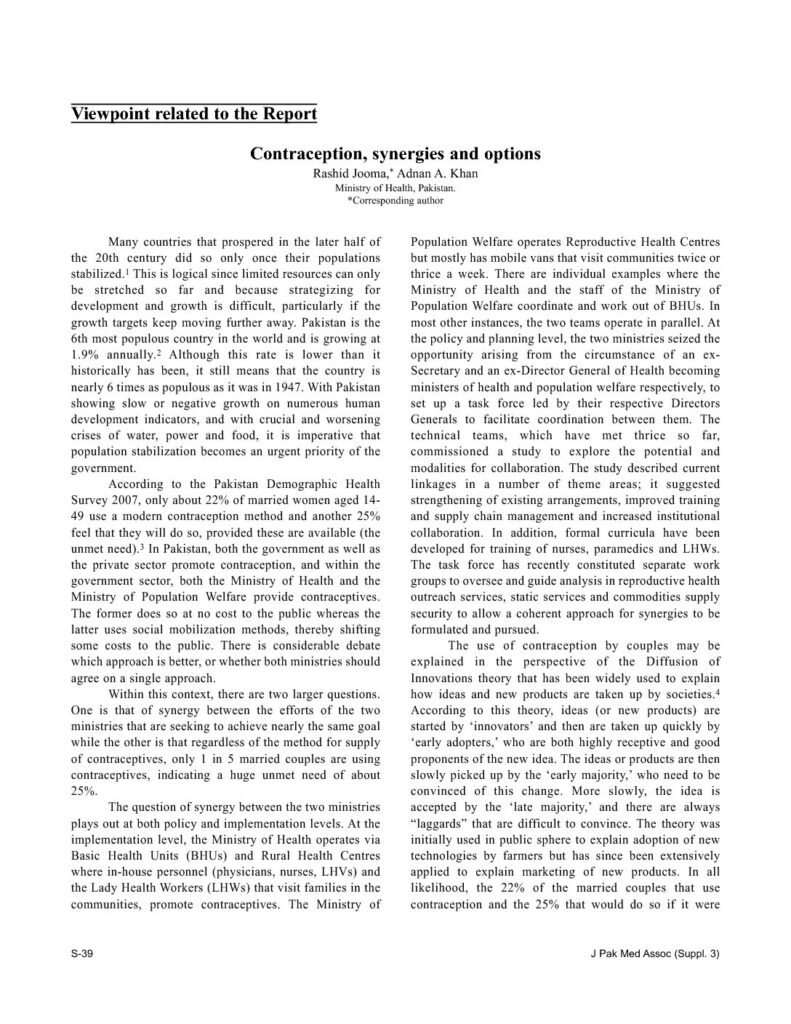 Viewpoint related to the Report
Contraception, synergies and options
Rashid Jooma,* Adnan A. Khan
Ministry of Health, Pakistan.
*Corresponding author
Many countries that prospered in the later half of
the 20th century did so only once their populations
stabilized.1 This is logical since limited resources can only
be stretched so far and because strategizing for
development and growth is difficult, particularly if the
growth targets keep moving further away. Pakistan is the
6th most populous country in the world and is growing at
1.9% annually.2 Although this rate is lower than it
historically has been, it still means that the country is
nearly 6 times as populous as it was in 1947. With Pakistan
showing slow or negative growth on numerous human
development indicators, and with crucial and worsening
crises of water, power and food, it is imperative that
population stabilization becomes an urgent priority of the
government.
According to the Pakistan Demographic Health
Survey 2007, only about 22% of married women aged 14-
49 use a modern contraception method and another 25%
feel that they will do so, provided these are available (the
unmet need).3 In Pakistan, both the government as well as
the private sector promote contraception, and within the
government sector, both the Ministry of Health and the
Ministry of Population Welfare provide contraceptives.
The former does so at no cost to the public whereas the
latter uses social mobilization methods, thereby shifting
some costs to the public. There is considerable debate
which approach is better, or whether both ministries should
agree on a single approach.
Within this context, there are two larger questions.
One is that of synergy between the efforts of the two
ministries that are seeking to achieve nearly the same goal
while the other is that regardless of the method for supply
of contraceptives, only 1 in 5 married couples are using
contraceptives, indicating a huge unmet need of about
25%.
The question of synergy between the two ministries
plays out at both policy and implementation levels. At the
implementation level, the Ministry of Health operates via
Basic Health Units (BHUs) and Rural Health Centres
where in-house personnel (physicians, nurses, LHVs) and
the Lady Health Workers (LHWs) that visit families in the
communities, promote contraceptives. The Ministry of
Population Welfare operates Reproductive Health Centres
but mostly has mobile vans that visit communities twice or
thrice a week. There are individual examples where the
Ministry of Health and the staff of the Ministry of
Population Welfare coordinate and work out of BHUs. In
most other instances, the two teams operate in parallel. At
the policy and planning level, the two ministries seized the
opportunity arising from the circumstance of an ex-
Secretary and an ex-Director General of Health becoming
ministers of health and population welfare respectively, to
set up a task force led by their respective Directors
Generals to facilitate coordination between them. The
technical teams, which have met thrice so far,
commissioned a study to explore the potential and
modalities for collaboration. The study described current
linkages in a number of theme areas; it suggested
strengthening of existing arrangements, improved training
and supply chain management and increased institutional
collaboration. In addition, formal curricula have been
developed for training of nurses, paramedics and LHWs.
The task force has recently constituted separate work
groups to oversee and guide analysis in reproductive health
outreach services, static services and commodities supply
security to allow a coherent approach for synergies to be
formulated and pursued.
The use of contraception by couples may be
explained in the perspective of the Diffusion of
Innovations theory that has been widely used to explain
how ideas and new products are taken up by societies.4
According to this theory, ideas (or new products) are
started by ‘innovators’ and then are taken up quickly by
‘early adopters,’ who are both highly receptive and good
proponents of the new idea. The ideas or products are then
slowly picked up by the ‘early majority,’ who need to be
convinced of this change. More slowly, the idea is
accepted by the ‘late majority,’ and there are always
“laggards” that are difficult to convince. The theory was
initially used in public sphere to explain adoption of new
technologies by farmers but has since been extensively
applied to explain marketing of new products. In all
likelihood, the 22% of the married couples that use
contraception and the 25% that would do so if it were
S-39
J Pak Med Assoc (Suppl. 3)